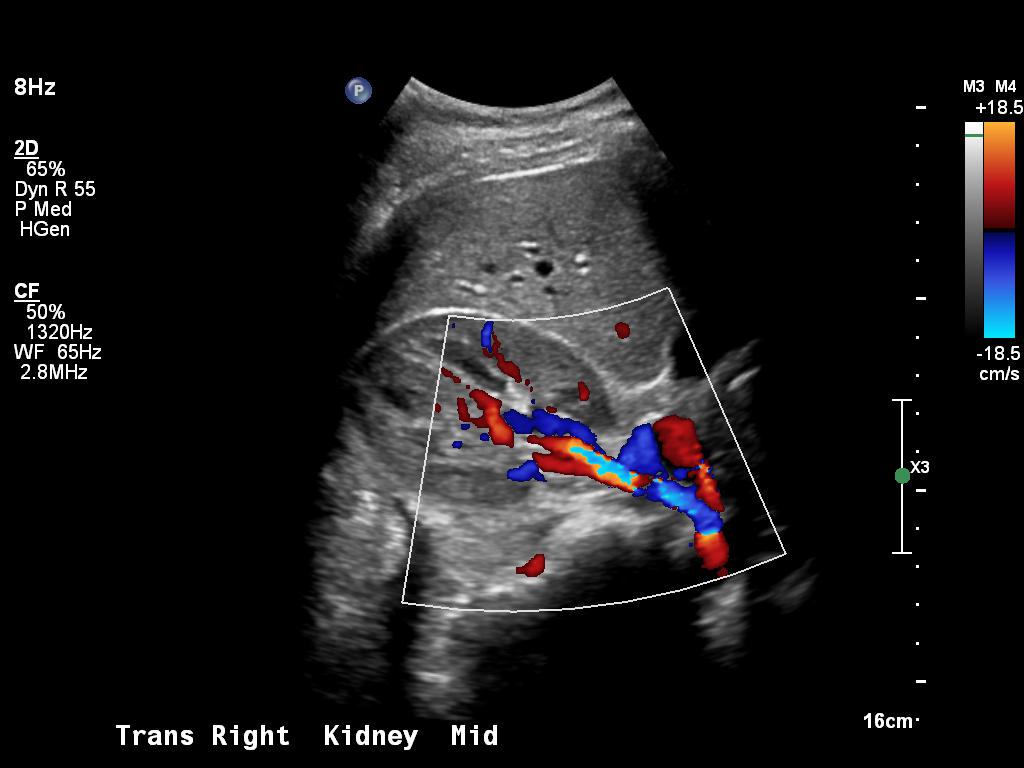 8Hz
P
2D
65%
Dyn R 55
P Med
HGen
CF
50%
1320Hz
WF 65Hz
2.8MHz
M3 M4
+18.5
-18.5
cm/s
X3
16cm
Trans Right Kidney Mid